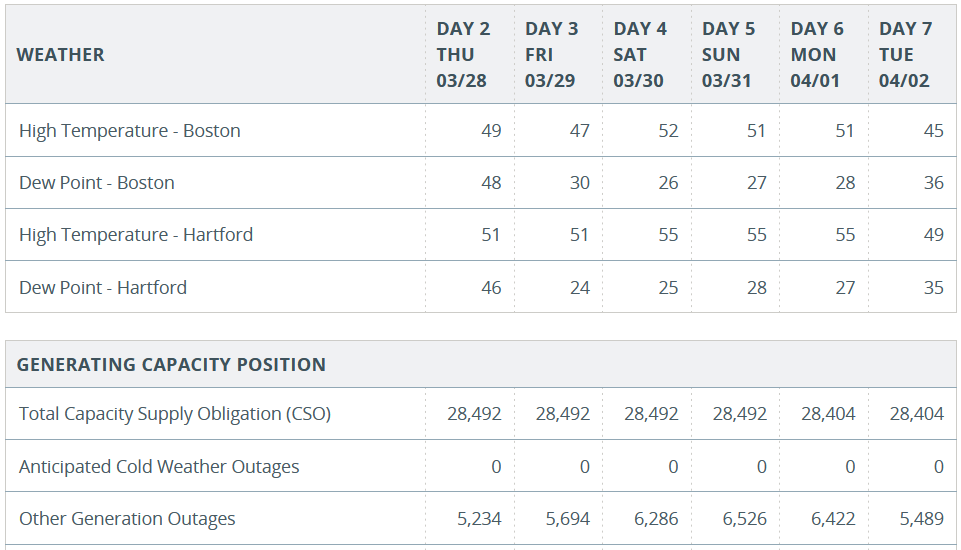 WEATHER DAY 2 THU 03/28 DAY 3 FRI 03/29 DAY 4 SAT 03/30 DAY 5 SUN 03/31 DAY 6 MON 04/01 DAY 7 TUE 04/02
High Temperature - Boston 49 47 52 51 51 45
Dew Point - Boston 48 30 26 27 28 36
High Temperature - Hartford 51 51 55 55 55 49
Dew Point - Hartford 46 24 25 28 27 35
GENERATING CAPACITY POSITION
Total Capacity Supply Obligation (CSO) 28,492 28,492 28,492 28,492 28,404 28,404
Anticipated Cold Weather Outages 0 0 0 0 0 0
Other Generation Outages 5,234 5,694 6,286 6,526 6,422 5,489